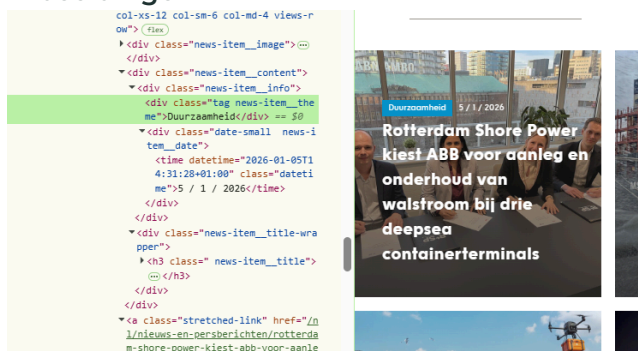 col-xs-12 col-sm-6 col-md-4 views-r
ow"> flex
▶<div class="news-item__image"> ⋯
</div>
▼<div class="news-item__content">
▼<div class="news-item__info">
<div class="tag news-item__the
me">Duurzaamheid</div> == $0
▼<div class="date-small  news-i
tem__date">
<time datetime="2026-01-05T1
4:31:28+01:00" class="dateti
me">5 / 1 / 2026</time>
</div>
</div>
▼<div class="news-item__title-wra
pper">
▶<h3 class=" news-item__title">
⋯ </h3>
</div>
</div>
▼<a class="stretched-link" href="/n
l/nieuws-en-persberichten/rotterda
m-shore-power-kiest-abb-voor-aanle
Duurzaamheid 5 / 1 / 2026
Rotterdam Shore Power
kiest ABB voor aanleg en
onderhoud van
walstroom bij drie
deepsea
containerterminals